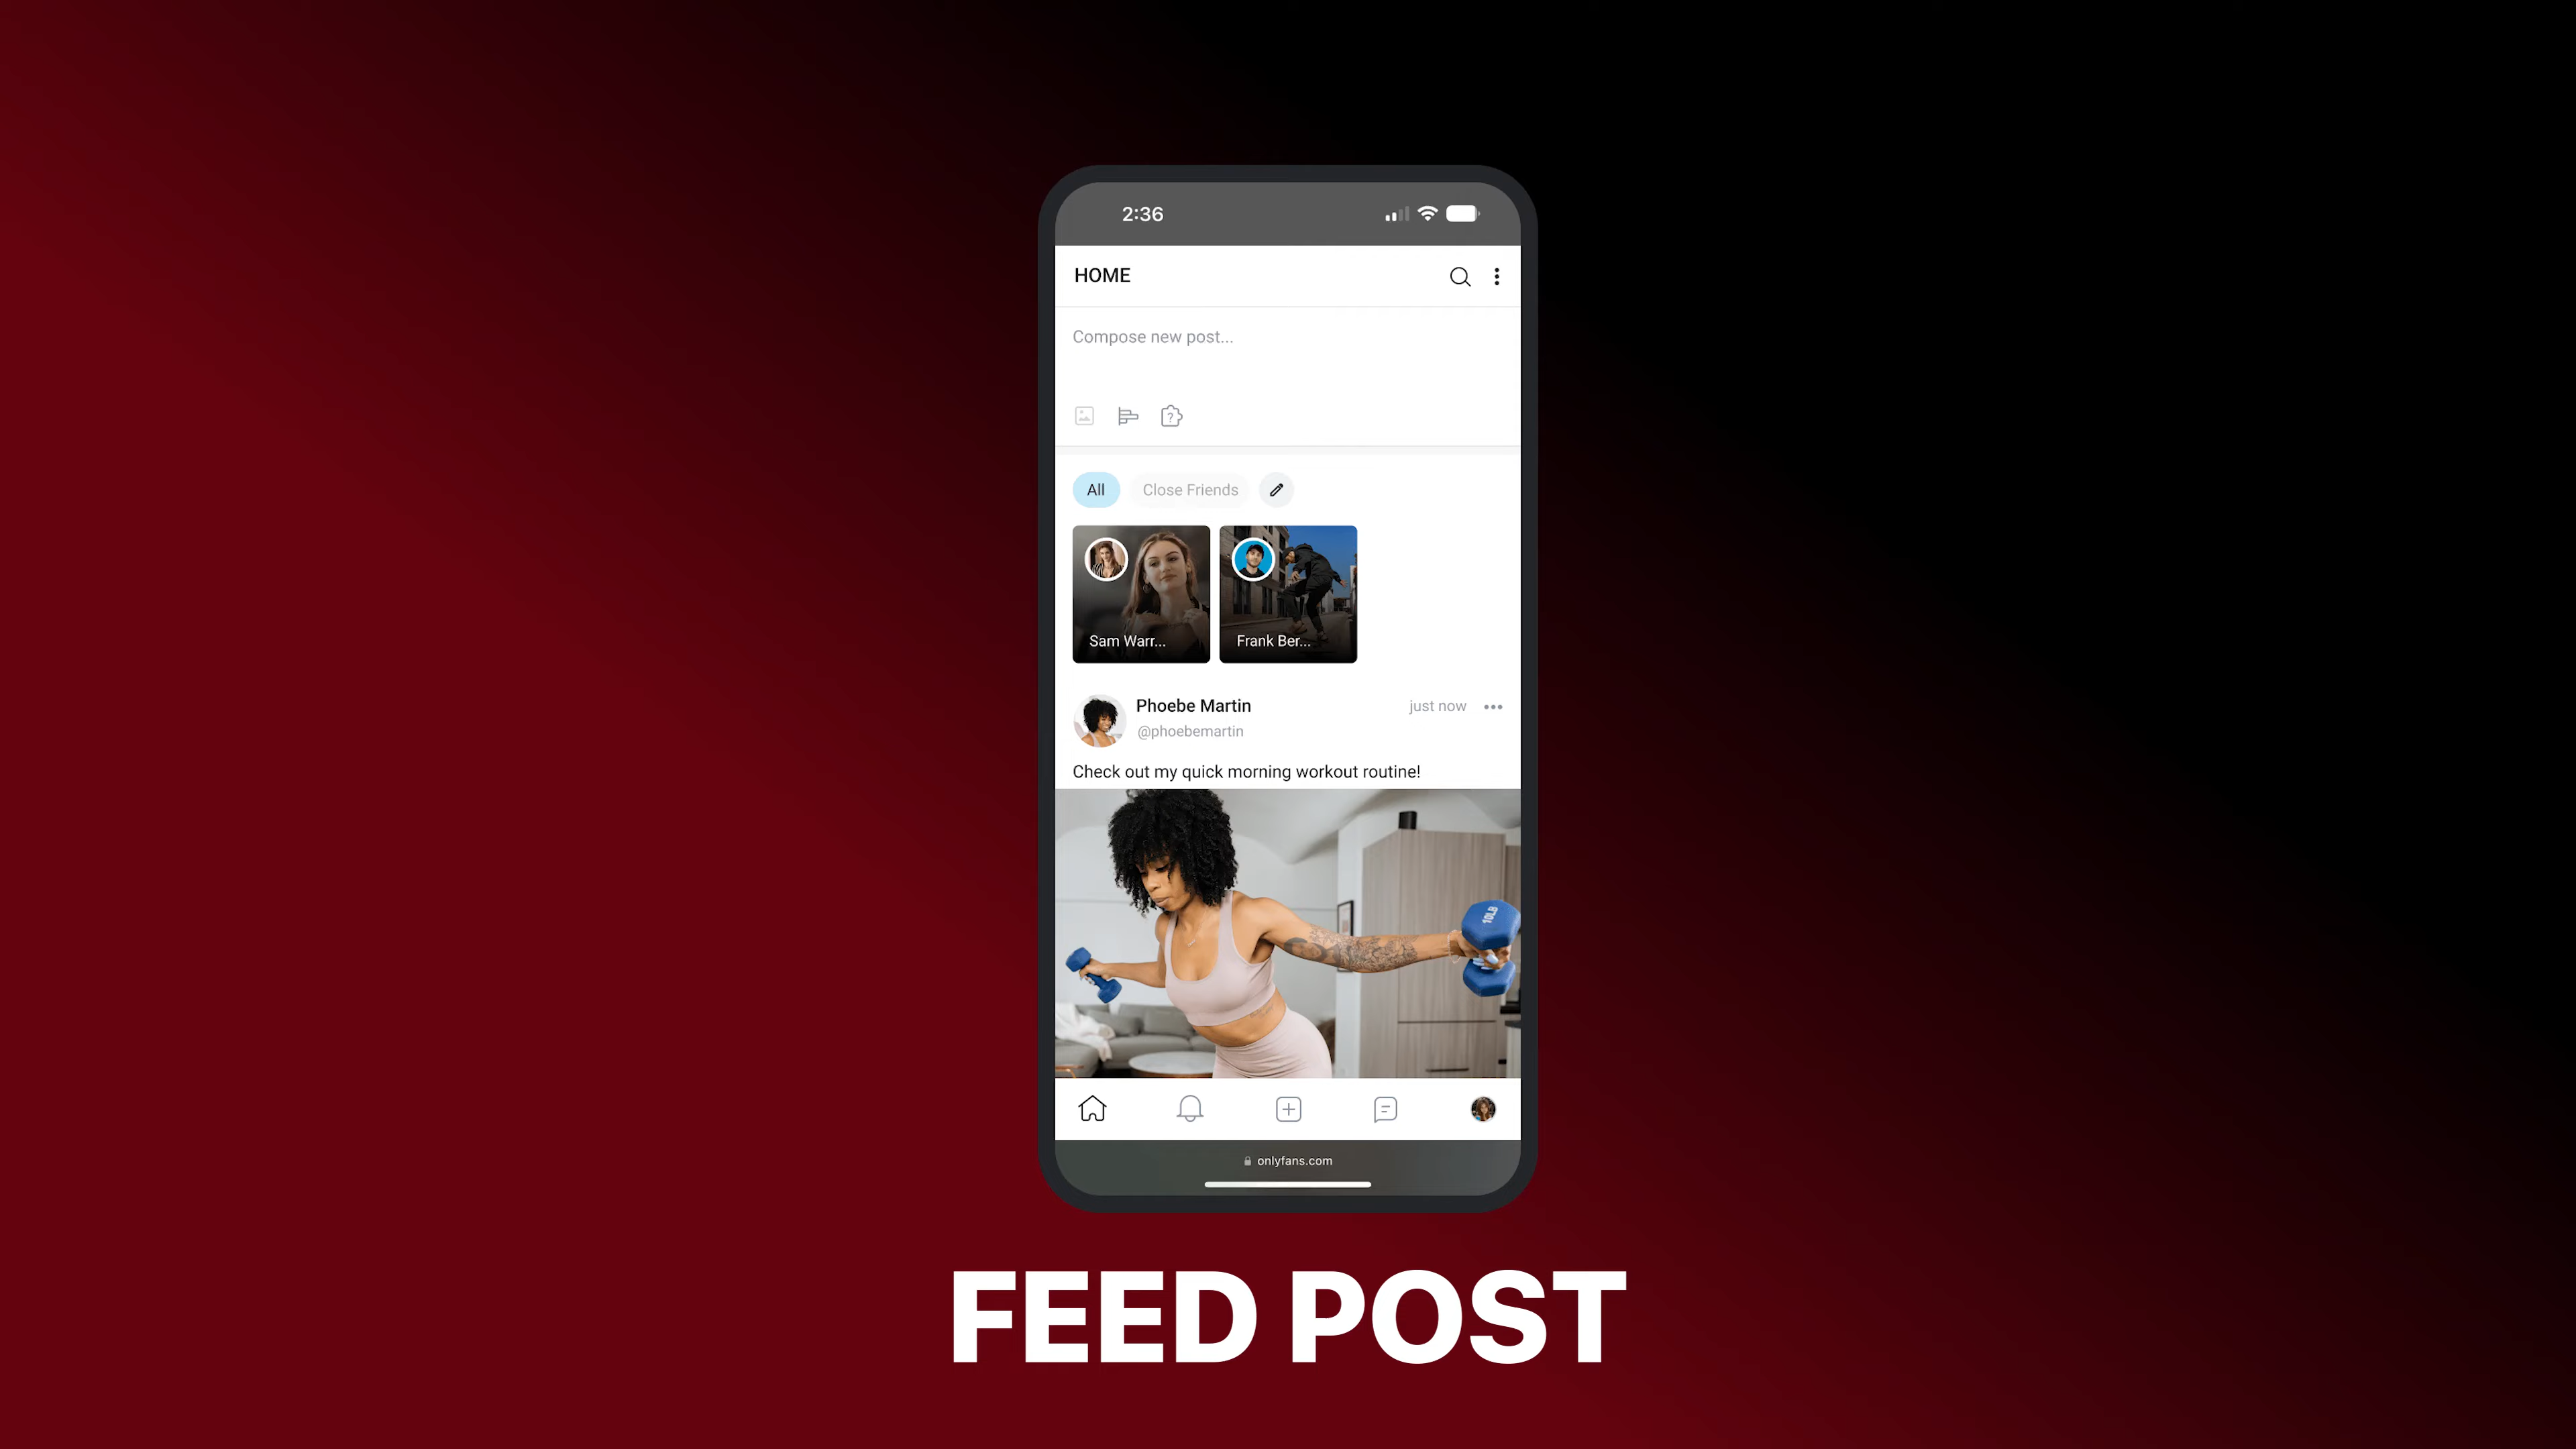 2:36
HOME
Compose new post...
All
Close Friends
Sam Warr...
Frank Ber...
Phoebe Martin
just now
@phoebemartin
Check out my quick morning workout routine!
10LB
onlyfans.com
FEED POST